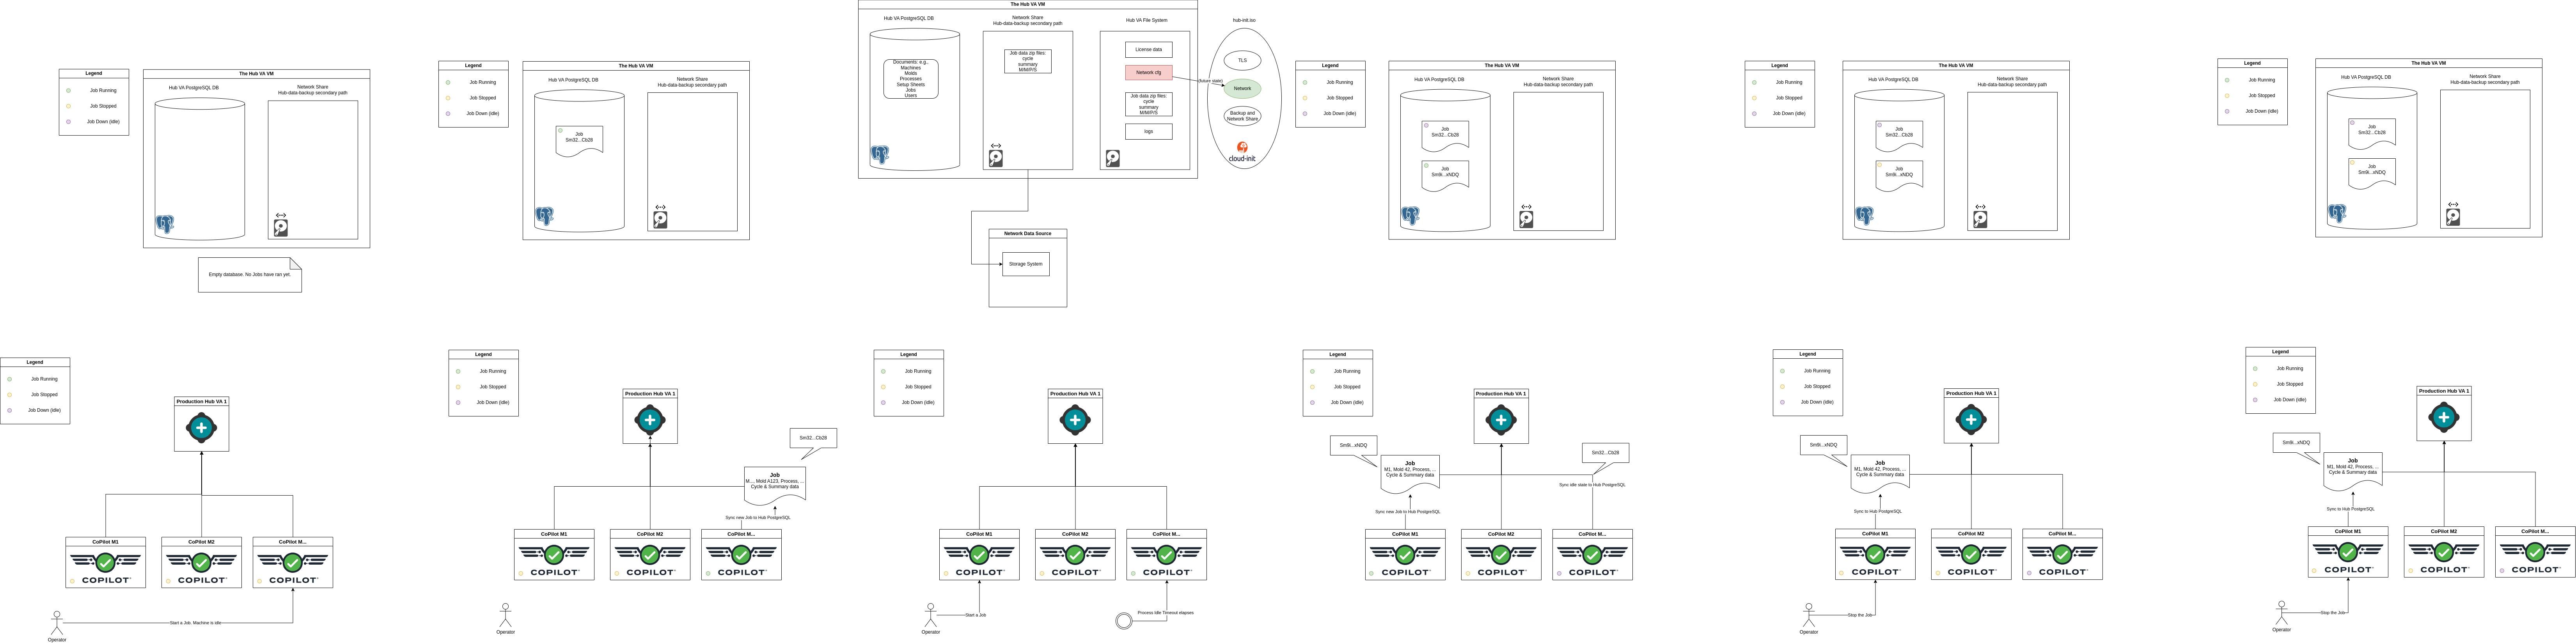 Legend
Job Running
Job Stopped
Job Down (idle)
The Hub VA VM
Hub VA PostgreSQL DB
Network Share
Hub-data-backup secondary path
Empty database. No Jobs have ran yet.
Legend
Job Running
Job Stopped
Job Down (idle)
The Hub VA VM
Hub VA PostgreSQL DB
Network Share
Hub-data-backup secondary path
Job
Sm32...Cb28
The Hub VA VM
Hub VA PostgreSQL DB
Documents: e.g.,
Machines
Molds
Processes
Setup Sheets
Jobs
Users
Network Share
Hub-data-backup secondary path
Job data zip files:
cycle
summary
M/M/P/S
Hub VA File System
License data
Network cfg
Job data zip files:
cycle
summary
M/M/P/S
logs
(future state)
hub-init.iso
TLS
Network
Backup and
Network Share
cloud-init
Network Data Source
Storage System
Legend
Job Running
Job Stopped
Job Down (idle)
The Hub VA VM
Hub VA PostgreSQL DB
Network Share
Hub-data-backup secondary path
Job
Sm32...Cb28
Job
Sm9i...xNDQ
Legend
Job Running
Job Stopped
Job Down (idle)
The Hub VA VM
Hub VA PostgreSQL DB
Network Share
Hub-data-backup secondary path
Job
Sm32...Cb28
Job
Sm9i...xNDQ
Legend
Job Running
Job Stopped
Job Down (idle)
The Hub VA VM
Hub VA PostgreSQL DB
Network Share
Hub-data-backup secondary path
Job
Sm32...Cb28
Job
Sm9i...xNDQ
Legend
Job Running
Job Stopped
Job Down (idle)
Production Hub VA 1
CoPilot M1
COPILOT
CoPilot M2
COPILOT
CoPilot M...
COPILOT
Start a Job. Machine is idle
Operator
Legend
Job Running
Job Stopped
Job Down (idle)
Production Hub VA 1
Sm32...Cb28
Job
M..., Mold A123, Process, ...
Cycle & Summary data
Sync new Job to Hub PostgreSQL
CoPilot M1
COPILOT
CoPilot M2
COPILOT
CoPilot M...
COPILOT
Operator
Legend
Job Running
Job Stopped
Job Down (idle)
Production Hub VA 1
CoPilot M1
COPILOT
CoPilot M2
COPILOT
CoPilot M...
COPILOT
Start a Job
Process Idle Timeout elapses
Operator
Legend
Job Running
Job Stopped
Job Down (idle)
Production Hub VA 1
Sm9i...xNDQ
Job
M1, Mold 42, Process, ...
Cycle & Summary data
Sm32...Cb28
Sync idle state to Hub PostgreSQL
Sync new Job to Hub PostgreSQL
CoPilot M1
COPILOT
CoPilot M2
COPILOT
CoPilot M...
COPILOT
Legend
Job Running
Job Stopped
Job Down (idle)
Production Hub VA 1
Sm9i...xNDQ
Job
M1, Mold 42, Process, ...
Cycle & Summary data
Sync to Hub PostgreSQL
CoPilot M1
COPILOT
CoPilot M2
COPILOT
CoPilot M...
COPILOT
Stop the Job
Operator
Legend
Job Running
Job Stopped
Job Down (idle)
Production Hub VA 1
Sm9i...xNDQ
Job
M1, Mold 42, Process, ...
Cycle & Summary data
Sync to Hub PostgreSQL
CoPilot M1
COPILOT
CoPilot M2
COPILOT
CoPilot M...
COPILOT
Stop the Job
Operator